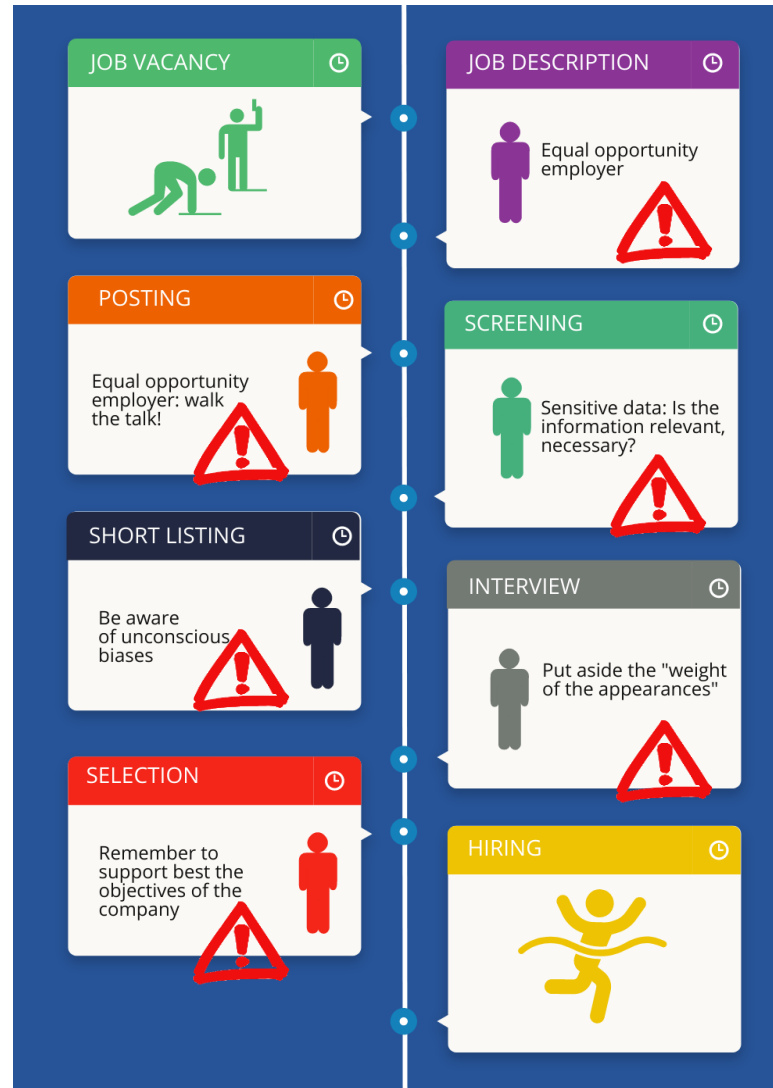 JOB VACANCY
JOB DESCRIPTION
Equal opportunity
employer
POSTING
Equal opportunity
employer: walk
the talk!
SCREENING
Sensitive data: Is the
information relevant,
necessary?
SHORT LISTING
Be aware
of unconscious
biases
INTERVIEW
Put aside the "weight
of the appearances"
SELECTION
Remember to
support best the
objectives of the
company
HIRING